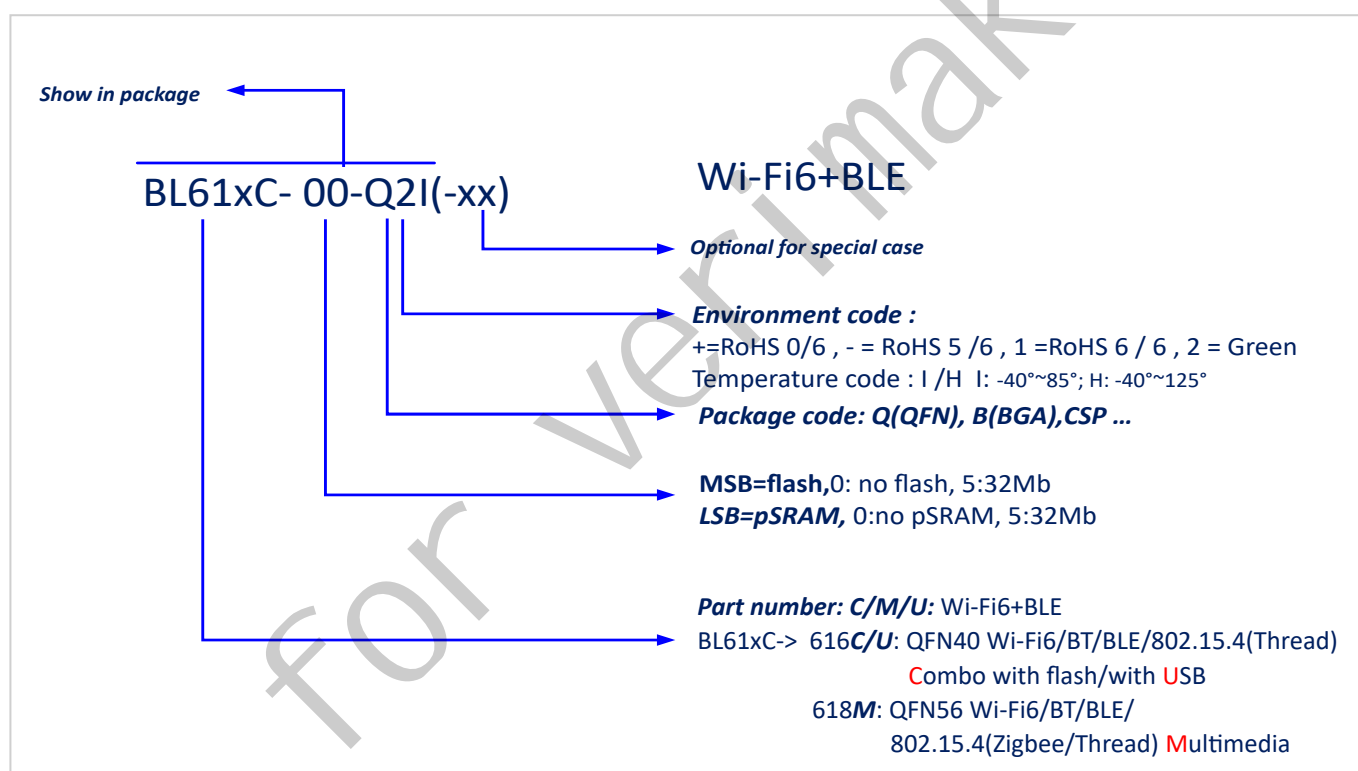 Show in package
BL61xC- 00-Q2I(-xx)
Wi-Fi6+BLE
Optional for special case
Environment code :
+=RoHS 0/6 , - = RoHS 5 /6 , 1 =RoHS 6 / 6 , 2 = Green
Temperature code : I /H I: -40°~85°; H: -40°~125°
Package code: Q(QFN), B(BGA),CSP ...
MSB=flash,0: no flash, 5:32Mb
LSB=pSRAM, 0:no pSRAM, 5:32Mb
Part number: C/M/U: Wi-Fi6+BLE
BL61xC-> 616C/U: QFN40 Wi-Fi6/BT/BLE/802.15.4(Thread)
Combo with flash/with USB
618M: QFN56 Wi-Fi6/BT/BLE/
802.15.4(Zigbee/Thread) Multimedia
for verimak